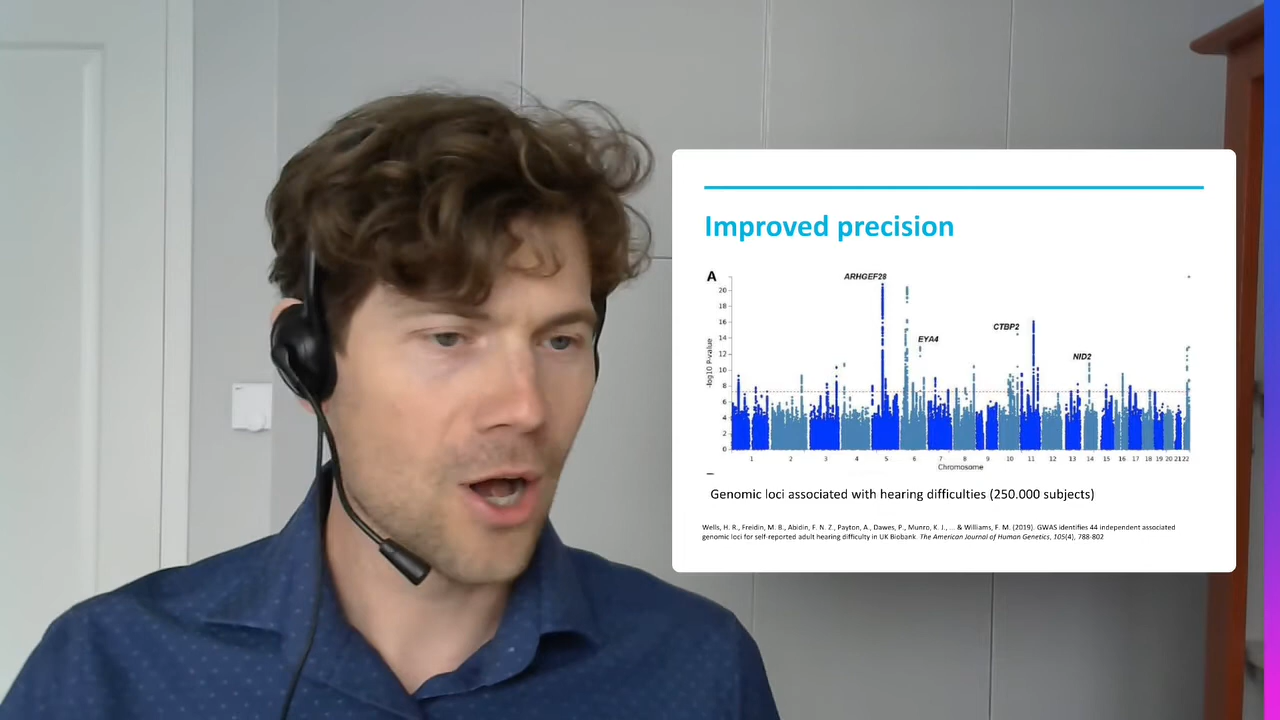 Improved precision
A
ARHGEF28
20
18
16
CTBP2
14
EYA4
12
NID2
10
8
6
4
2
0
-log10 P-value
1 2 3 4 5 6 7 8 9 10 11 12 13 14 15 16 17 18 19 20 21 22
Chromosome
Genomic loci associated with hearing difficulties (250.000 subjects)
Wells, H. R., Freidin, M. B., Abidin, F. N. Z., Payton, A., Dawes, P., Munro, K. J., ... & Williams, F. M. (2019). GWAS identifies 44 independent associated
genomic loci for self-reported adult hearing difficulty in UK Biobank. The American Journal of Human Genetics, 105(4), 788-802